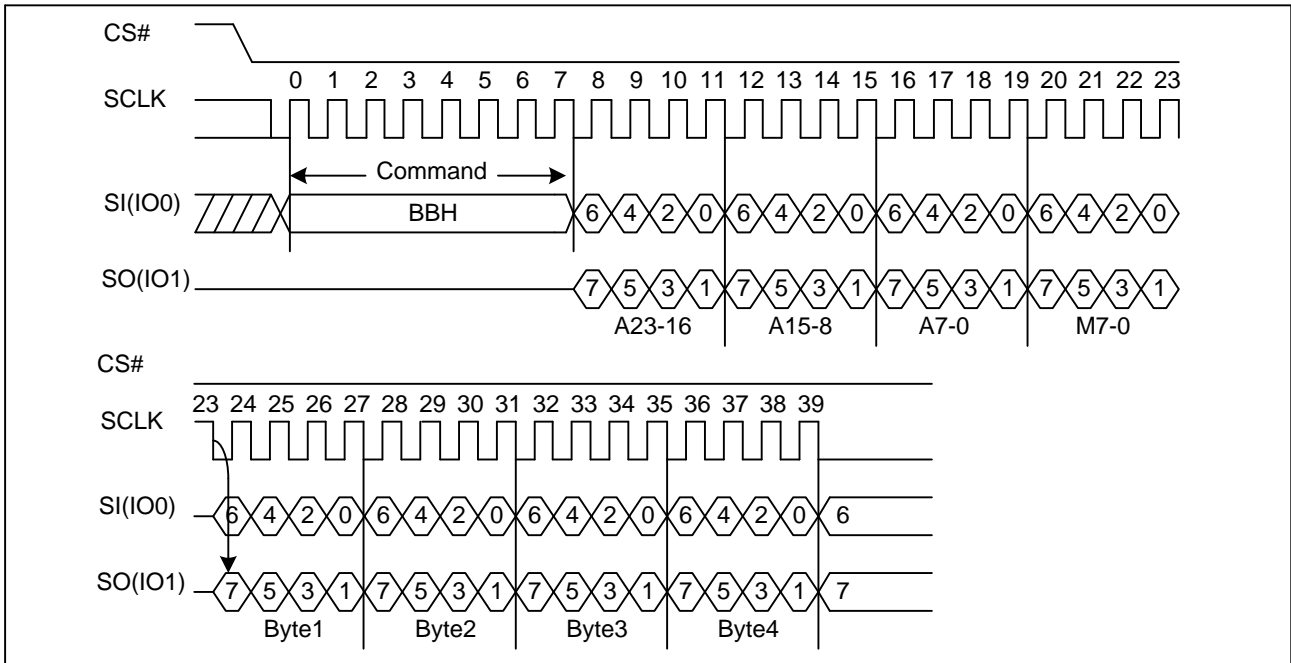 CS#
0 1 2 3 4 5 6 7 8 9 10 11 12 13 14 15 16 17 18 19 20 21 22 23
SCLK
Command
SI(IO0) BBH 6 4 2 0 6 4 2 0 6 4 2 0 6 4 2 0
SO(IO1) 7 5 3 1 7 5 3 1 7 5 3 1 7 5 3 1
A23-16 A15-8 A7-0 M7-0
CS#
23 24 25 26 27 28 29 30 31 32 33 34 35 36 37 38 39
SCLK
SI(IO0) 6 4 2 0 6 4 2 0 6 4 2 0 6 4 2 0 6
SO(IO1) 7 5 3 1 7 5 3 1 7 5 3 1 7 5 3 1 7
Byte1 Byte2 Byte3 Byte4